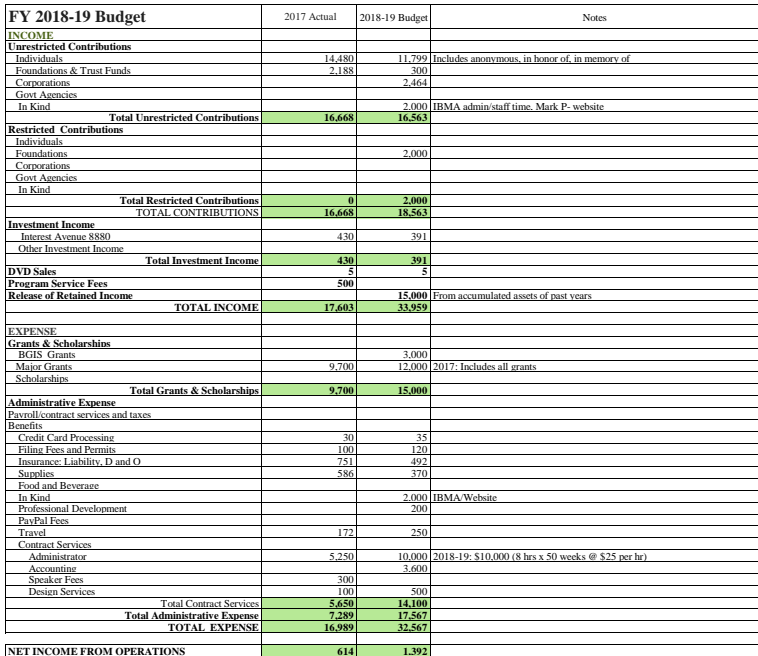 FY 2018-19 Budget 2017 Actual 2018-19 Budget Notes
INCOME
Unrestricted Contributions
Individuals 14,480 11,799 Includes anonymous, in honor of, in memory of
Foundations & Trust Funds 2,188 300
Corporations 2,464
Govt Agencies
In Kind 2,000 IBMA admin/staff time. Mark P- website
Total Unrestricted Contributions 16,668 16,563
Restricted Contributions
Individuals
Foundations 2,000
Corporations
Govt Agencies
In Kind
Total Restricted Contributions 0 2,000
TOTAL CONTRIBUTIONS 16,668 18,563
Investment Income
Interest Avenue 8880 430 391
Other Investment Income
Total Investment Income 430 391
DVD Sales 5 5
Program Service Fees 500
Release of Retained Income 15,000 From accumulated assets of past years
TOTAL INCOME 17,603 33,959
EXPENSE
Grants & Scholarships
BGIS Grants 3,000
Major Grants 9,700 12,000 2017: Includes all grants
Scholarships
Total Grants & Scholarships 9,700 15,000
Administrative Expense
Payroll/contract services and taxes
Benefits
Credit Card Processing 30 35
Filing Fees and Permits 100 120
Insurance: Liability, D and O 751 492
Supplies 586 370
Food and Beverage
In Kind 2,000 IBMA/Website
Professional Development 200
PayPal Fees
Travel 172 250
Contract Services
Administrator 5,250 10,000 2018-19: $10,000 (8 hrs x 50 weeks @ $25 per hr)
Accounting 3,600
Speaker Fees 300
Design Services 100 500
Total Contract Services 5,650 14,100
Total Administrative Expense 7,289 17,567
TOTAL EXPENSE 16,989 32,567
NET INCOME FROM OPERATIONS 614 1,392